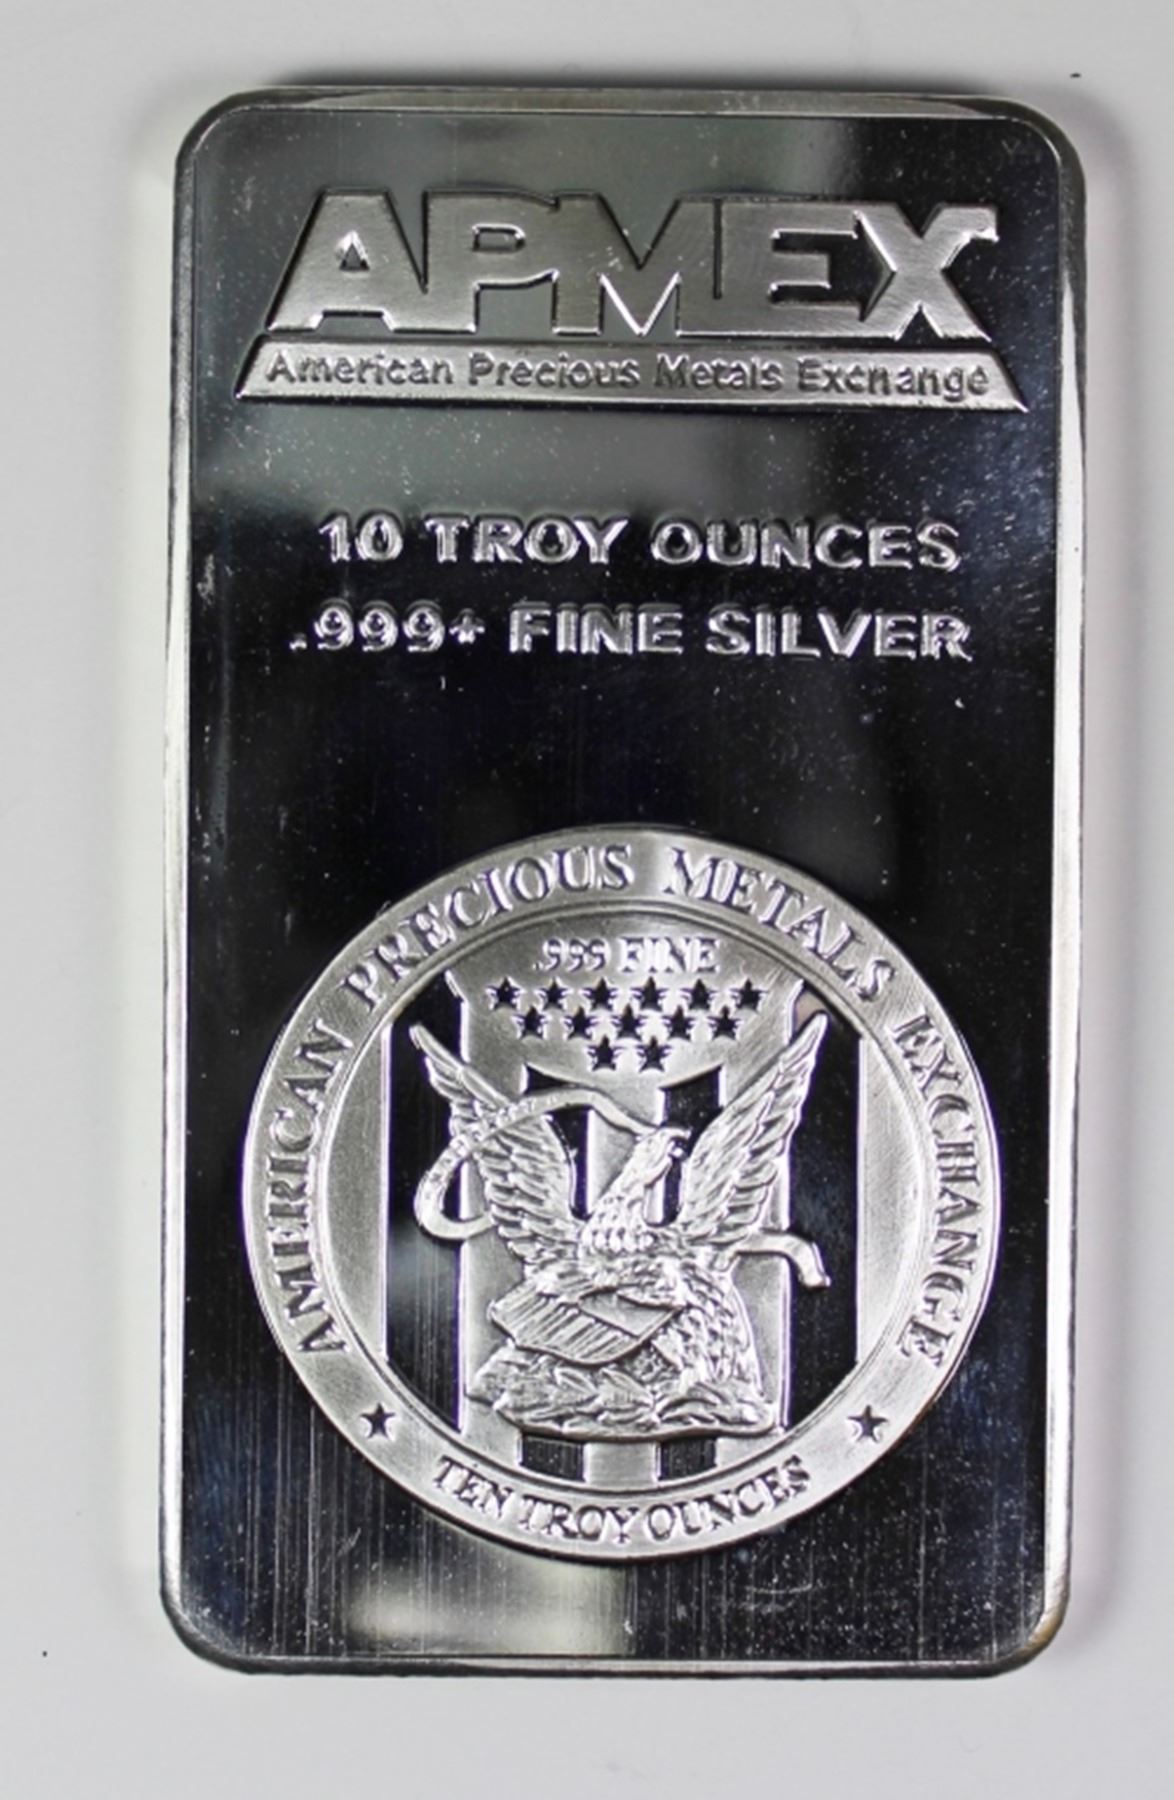 APMEX
American Precious Metals Exchange
10 TROY OUNCES
.999+ FINE SILVER
AMERICAN PRECIOUS METALS EXCHANGE
.999 FINE
TEN TROY OUNCES